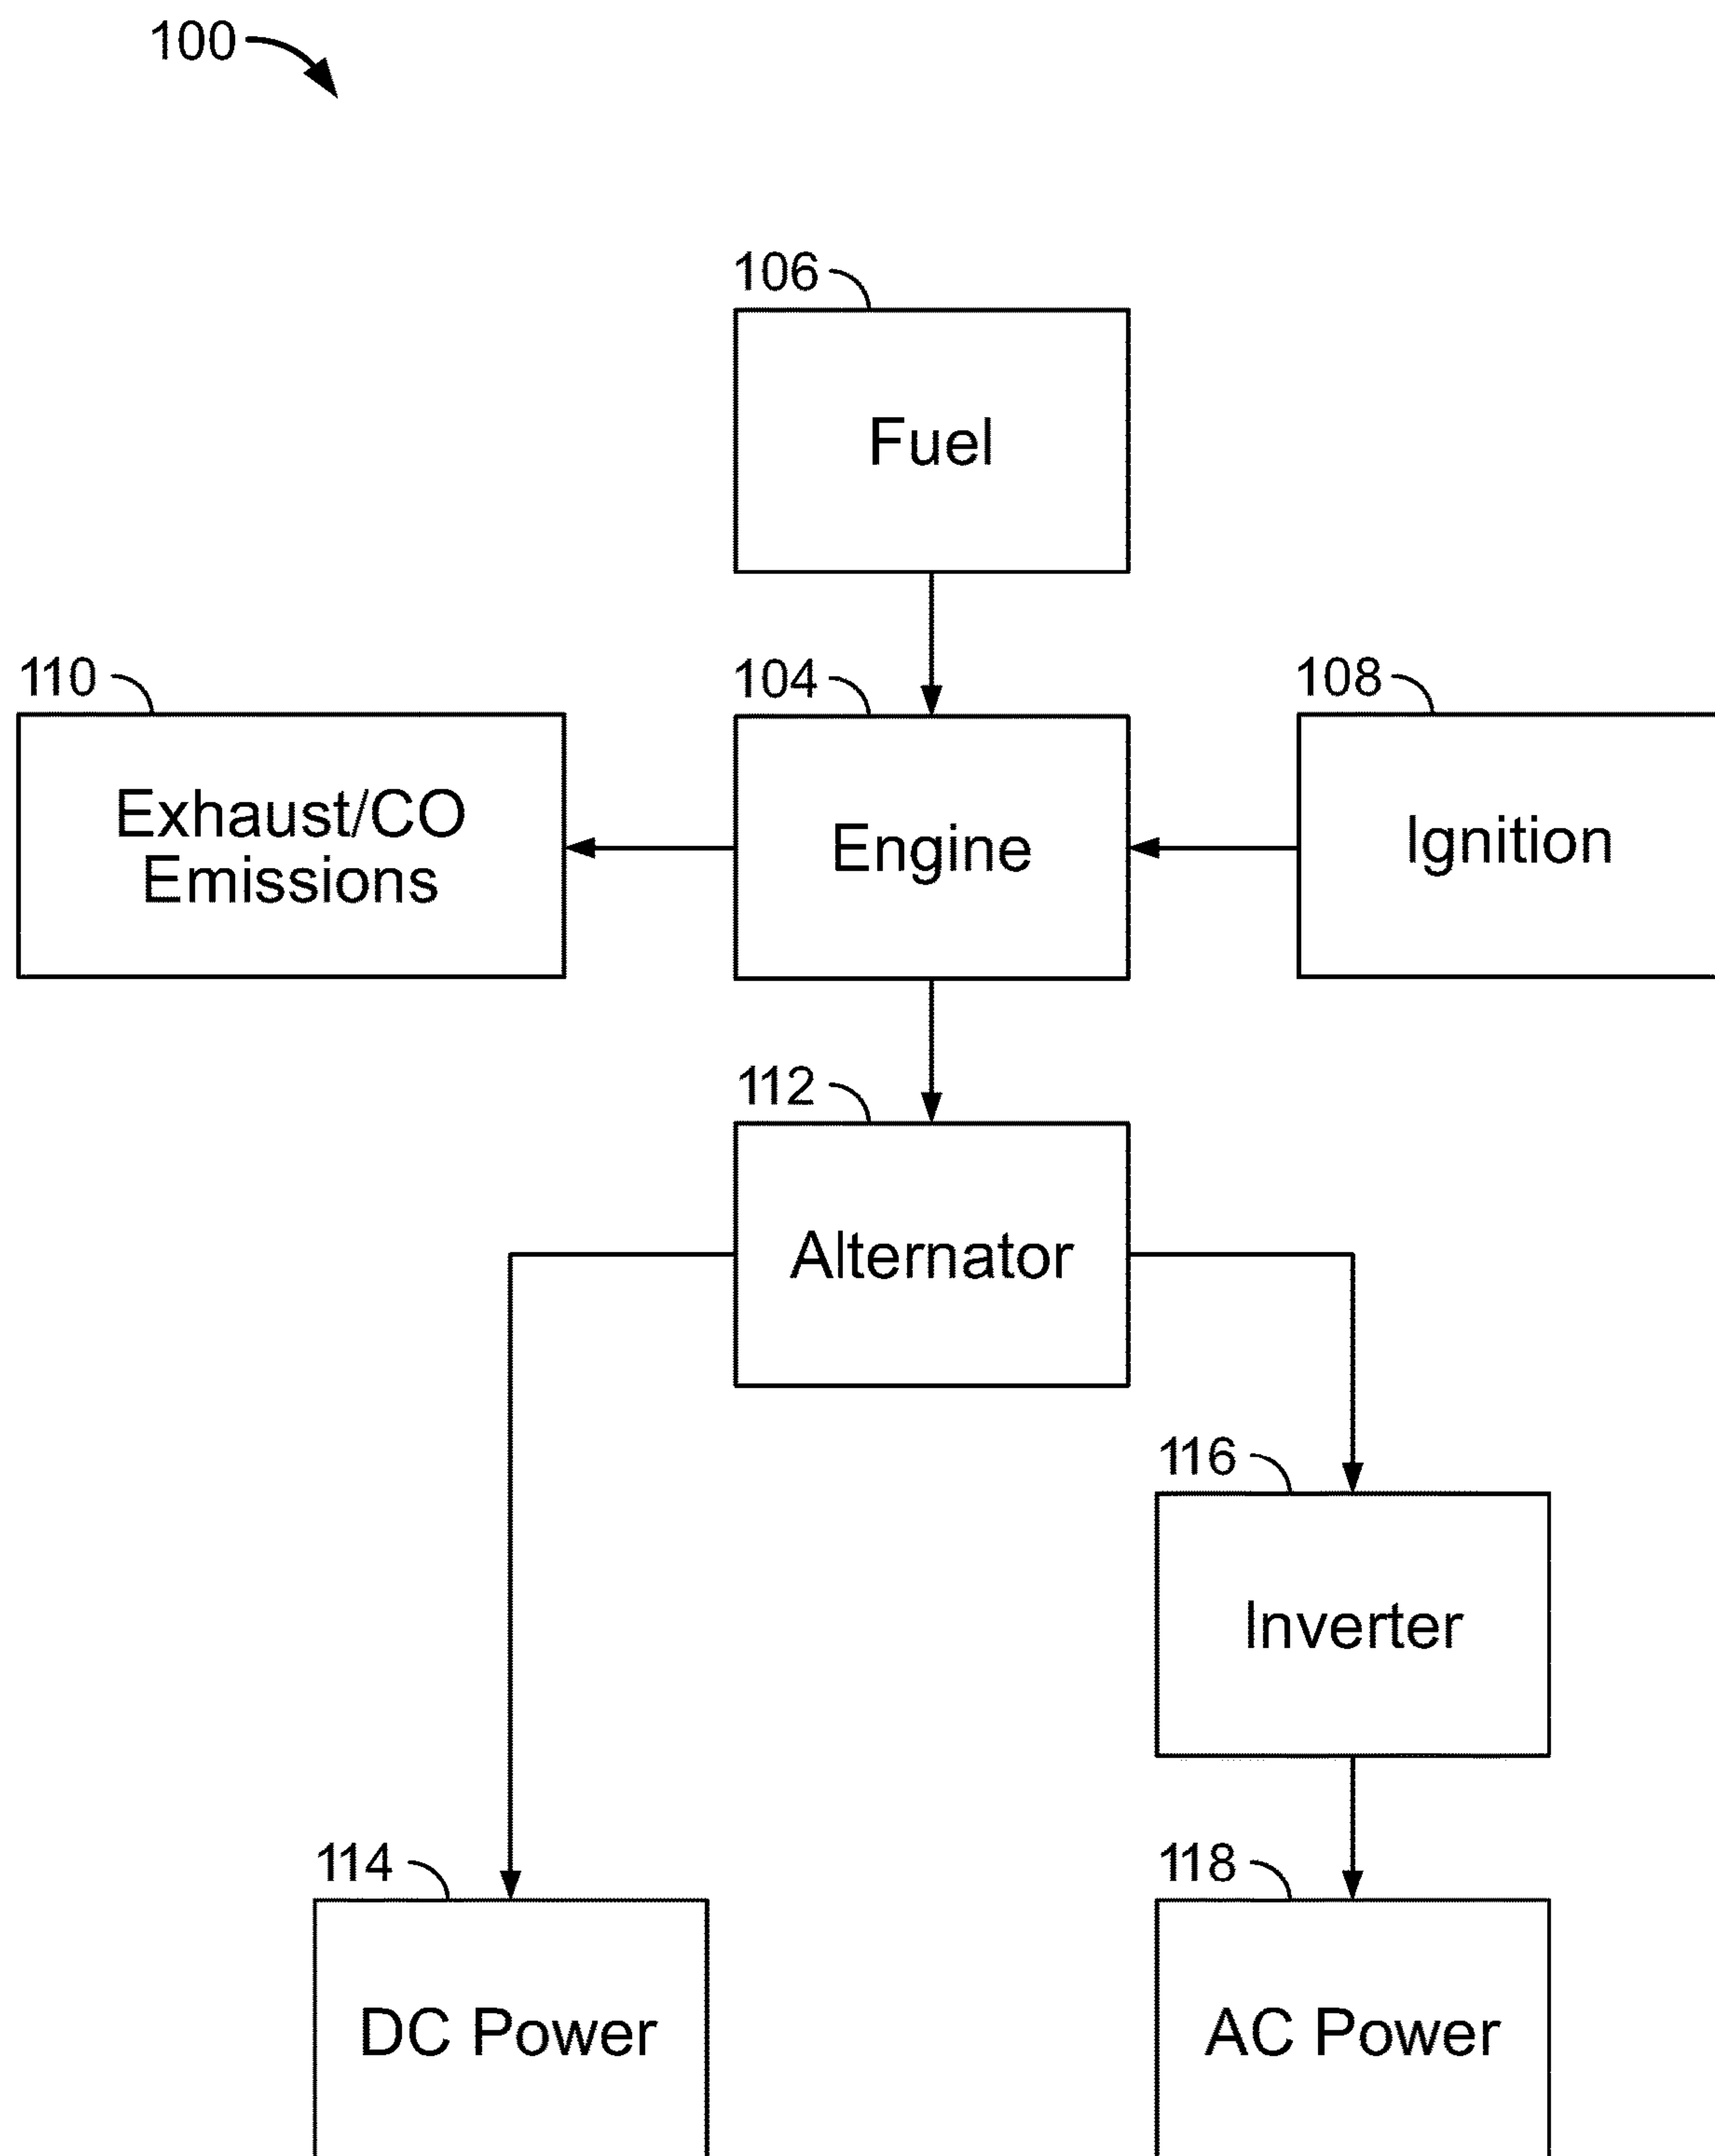 100
106
Fuel
110
104
108
Exhaust/CO
Emissions
Engine
Ignition
112
Alternator
116
Inverter
114
118
DC Power
AC Power